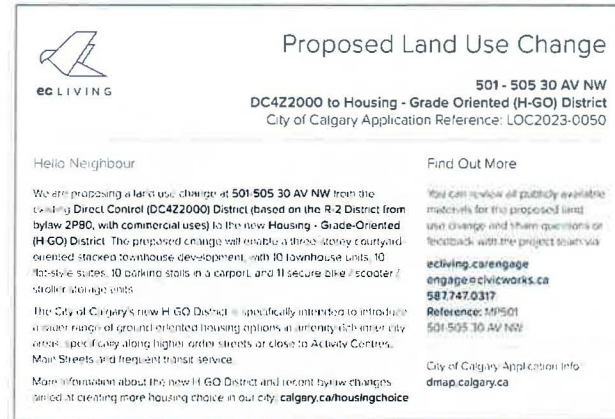 Proposed Land Use Change
ec LIVING
501 - 505 30 AV NW
DC4Z2000 to Housing - Grade Oriented (H-GO) District
City of Calgary Application Reference: LOC2023-0050
Hello Neighbour
We are proposing a land use change at 501-505 30 AV NW from the
existing Direct Control (DC4Z2000) District (based on the R-2 District from
bylaw 2P80, with commercial uses) to the new Housing - Grade-Oriented
(H-GO) District. The proposed change will enable a three-storey courtyard-
oriented stacked townhouse development, with 10 townhouse units, 10
flat-style suites, 10 parking stalls in a carport, and 11 secure bike / scooter /
stroller storage units.
The City of Calgary's new H-GO District is specifically intended to introduce
a wider range of ground-oriented housing options in amenity-rich inner city
areas, specifically along higher order streets or close to Activity Centres,
Main Streets and frequent transit service.
More information about the new H-GO District and recent bylaw changes
aimed at creating more housing choice in our city: calgary.ca/housingchoice
Find Out More
You can review all publicly available
materials for the proposed land
use change and share questions or
feedback with the project team via:
ecliving.ca/engage
engage@civicworks.ca
587.747.0317
Reference: MP501
501-505 30 AV NW
City of Calgary Application Info:
dmap.calgary.ca